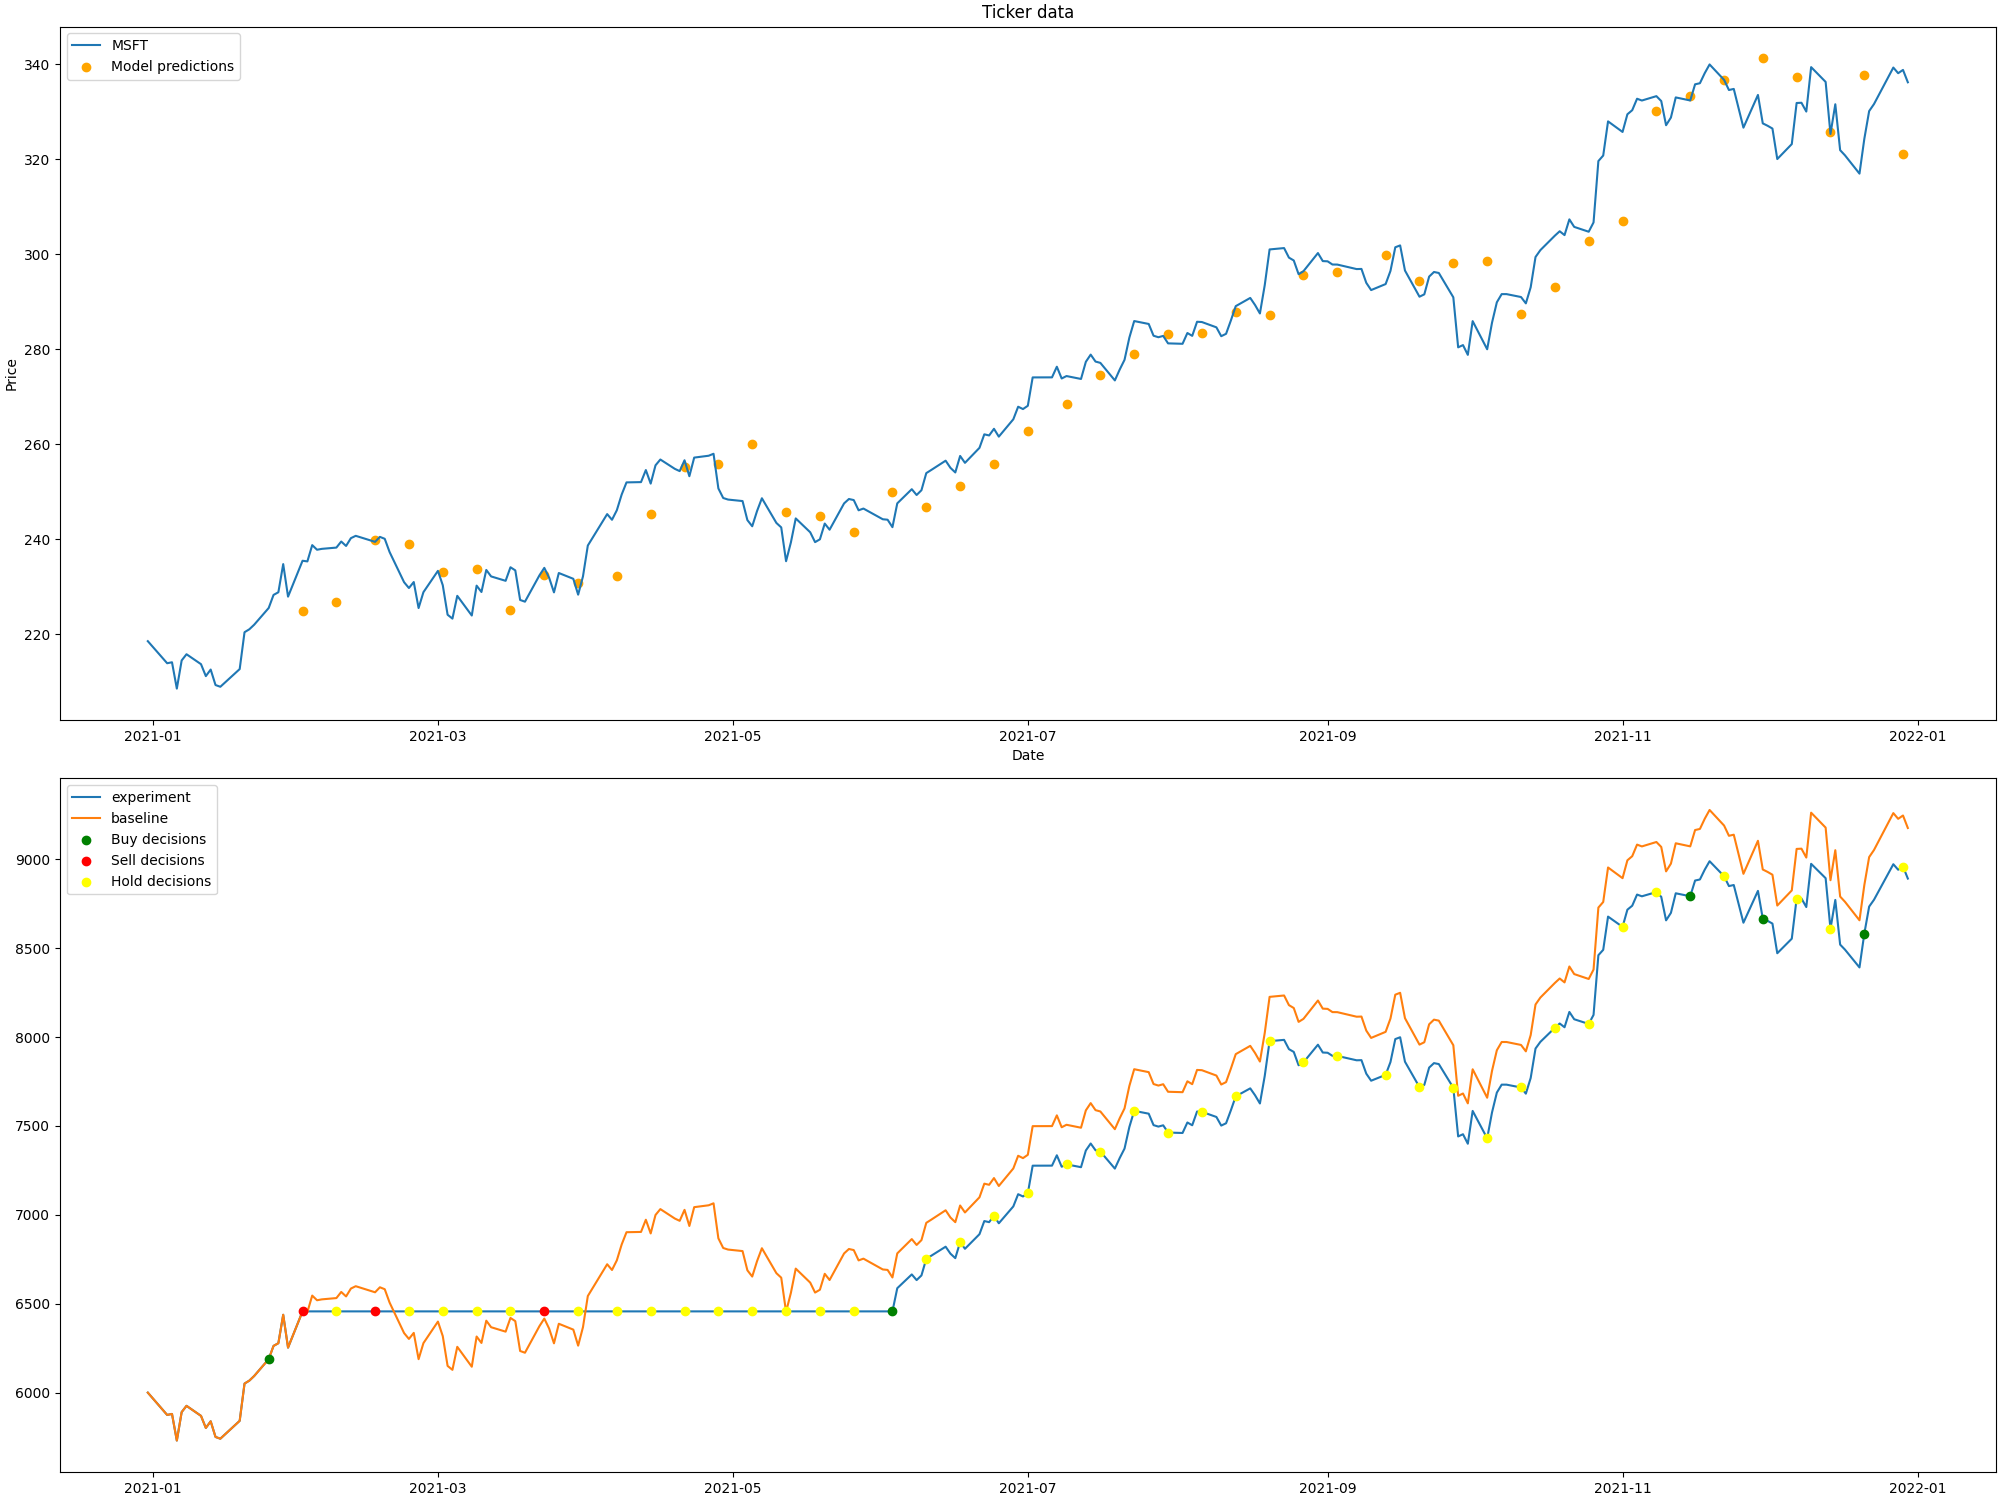 Ticker data
MSFT
Model predictions
340
320
300
280
260
240
220
Price
2021-01 2021-03 2021-05 2021-07 2021-09 2021-11 2022-01
Date
experiment
baseline
Buy decisions
Sell decisions
Hold decisions
9000
8500
8000
7500
7000
6500
6000
2021-01 2021-03 2021-05 2021-07 2021-09 2021-11 2022-01